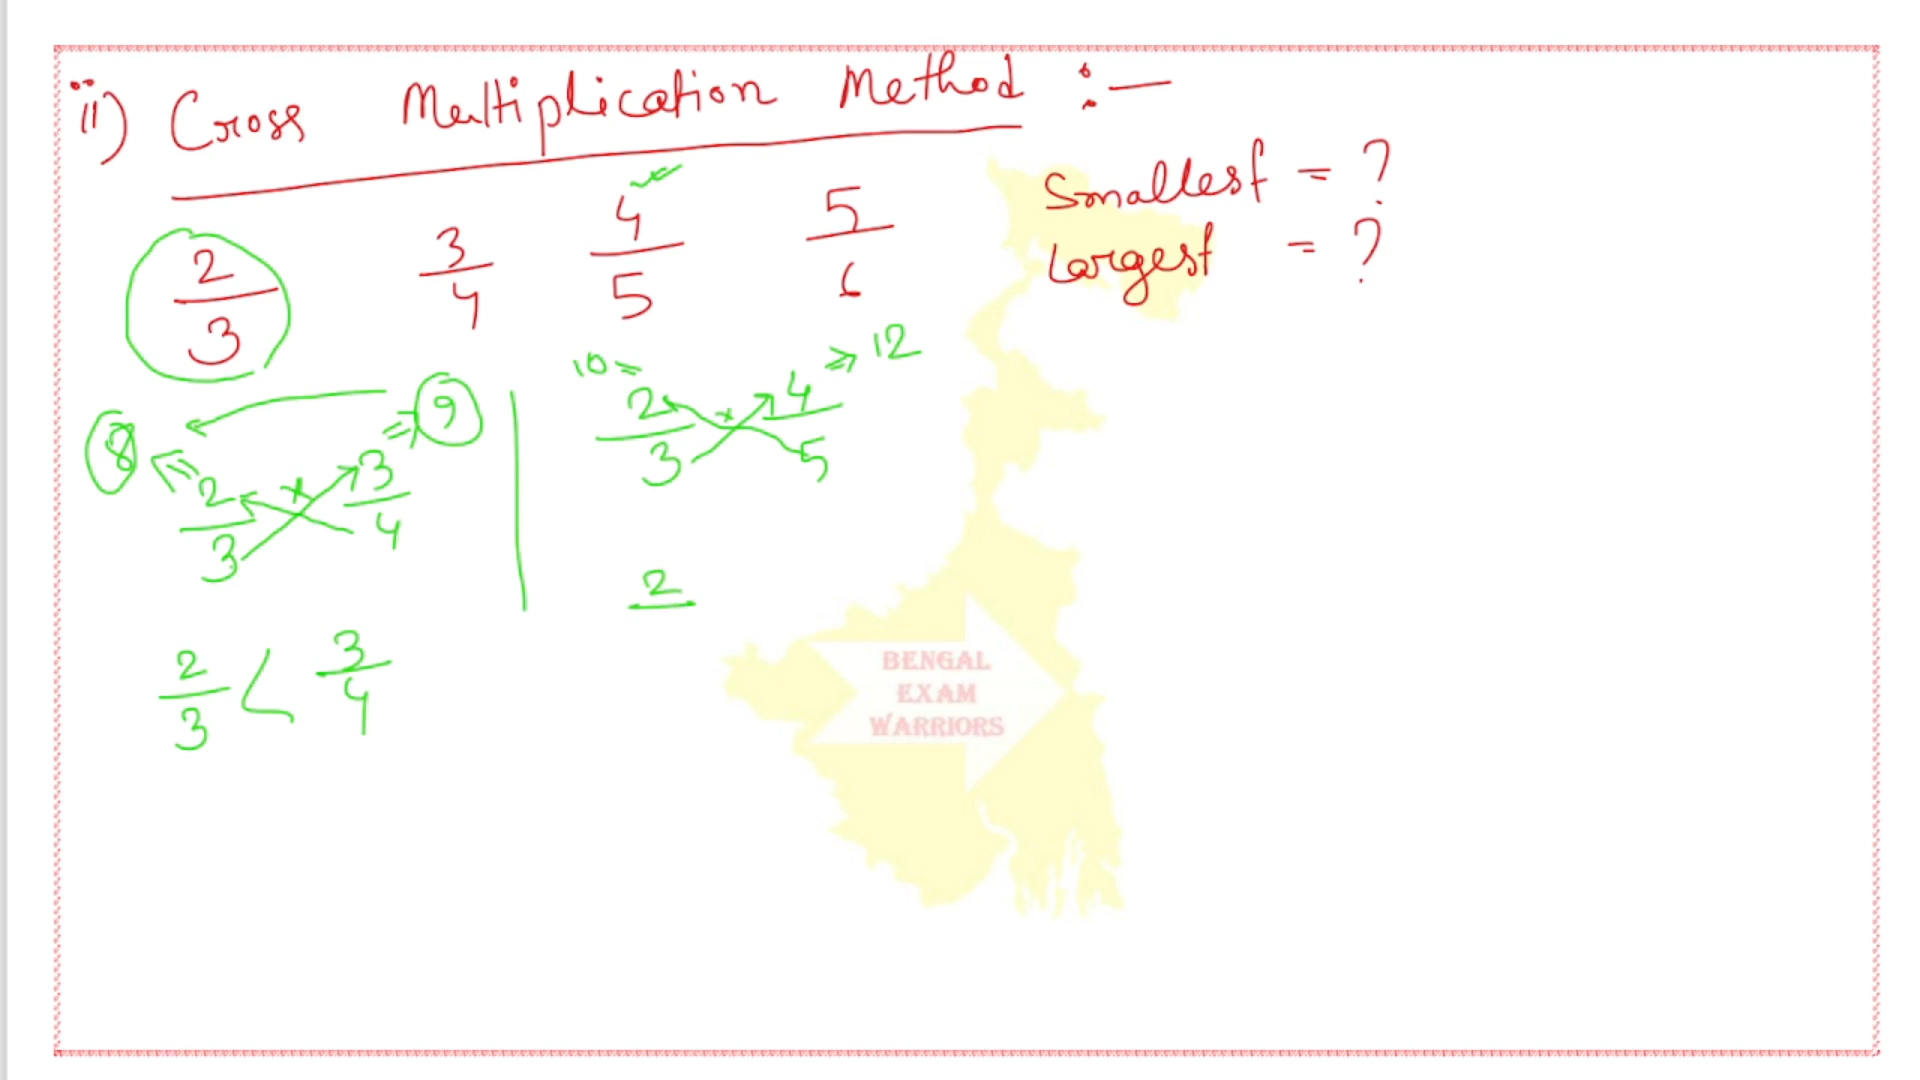 ii) Cross Multiplication Method :-
2/3 3/4 4/5 5/6
Smallest = ?
Largest = ?
8 ⇐ 2/3 × 3/4 ⇒ 9
10 = 2/3 × 4/5 ⇒ 12
2
2/3 < 3/4
BENGAL
EXAM
WARRIORS